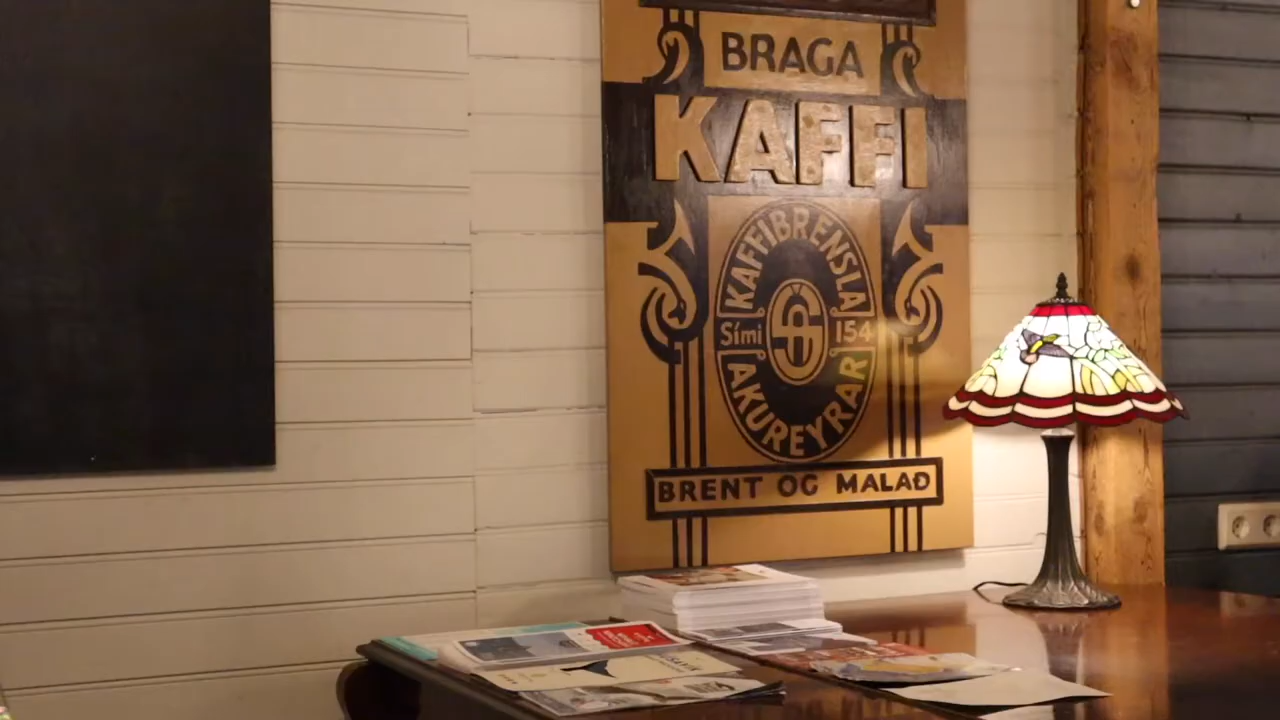 BRAGA
KAFFI
KAFFIBRENSLA
Sími 154
AKUREYRAR
BRENT OG MALAÐ